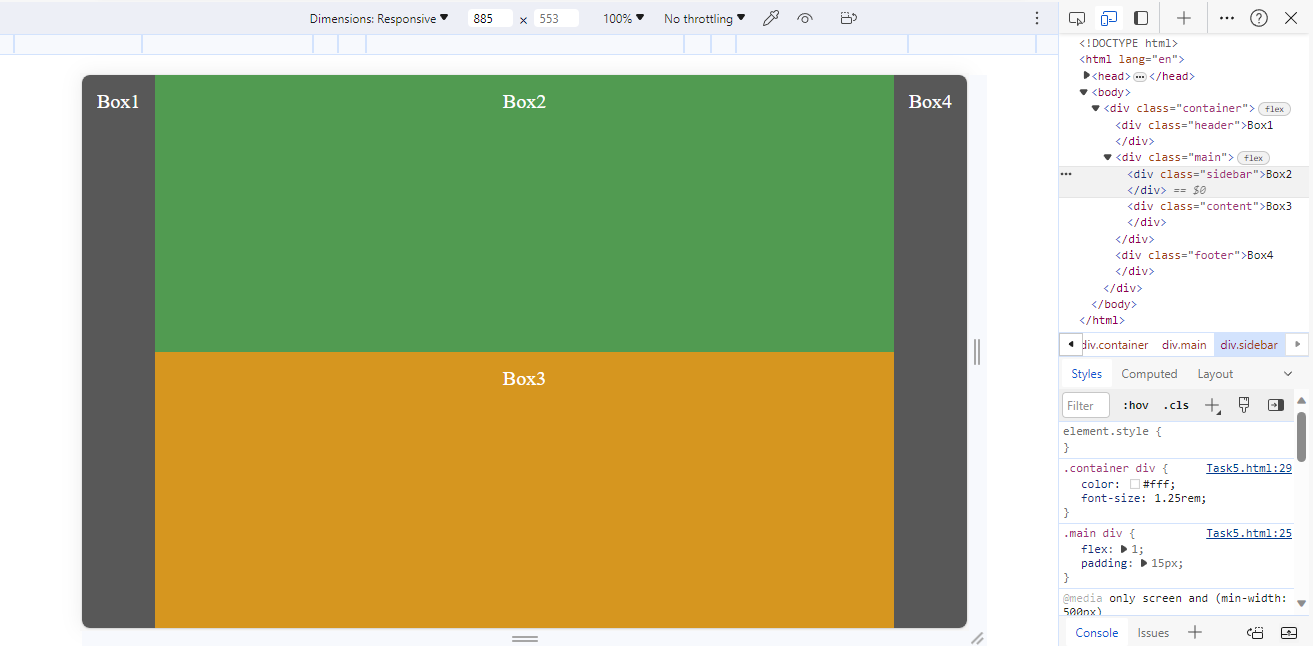 Dimensions: Responsive 885 × 553 100% No throttling
Box1
Box2
Box3
Box4
<!DOCTYPE html>
<html lang="en">
<head> ••• </head>
<body>
<div class="container"> flex
<div class="header">Box1
</div>
<div class="main"> flex
<div class="sidebar">Box2
</div> == $0
<div class="content">Box3
</div>
</div>
<div class="footer">Box4
</div>
</div>
</body>
</html>
div.container div.main div.sidebar
Styles Computed Layout
Filter :hov .cls
element.style {
}
.container div { Task5.html:29
color: #fff;
font-size: 1.25rem;
}
.main div { Task5.html:25
flex: 1;
padding: 15px;
}
@media only screen and (min-width:
500px)
Console Issues